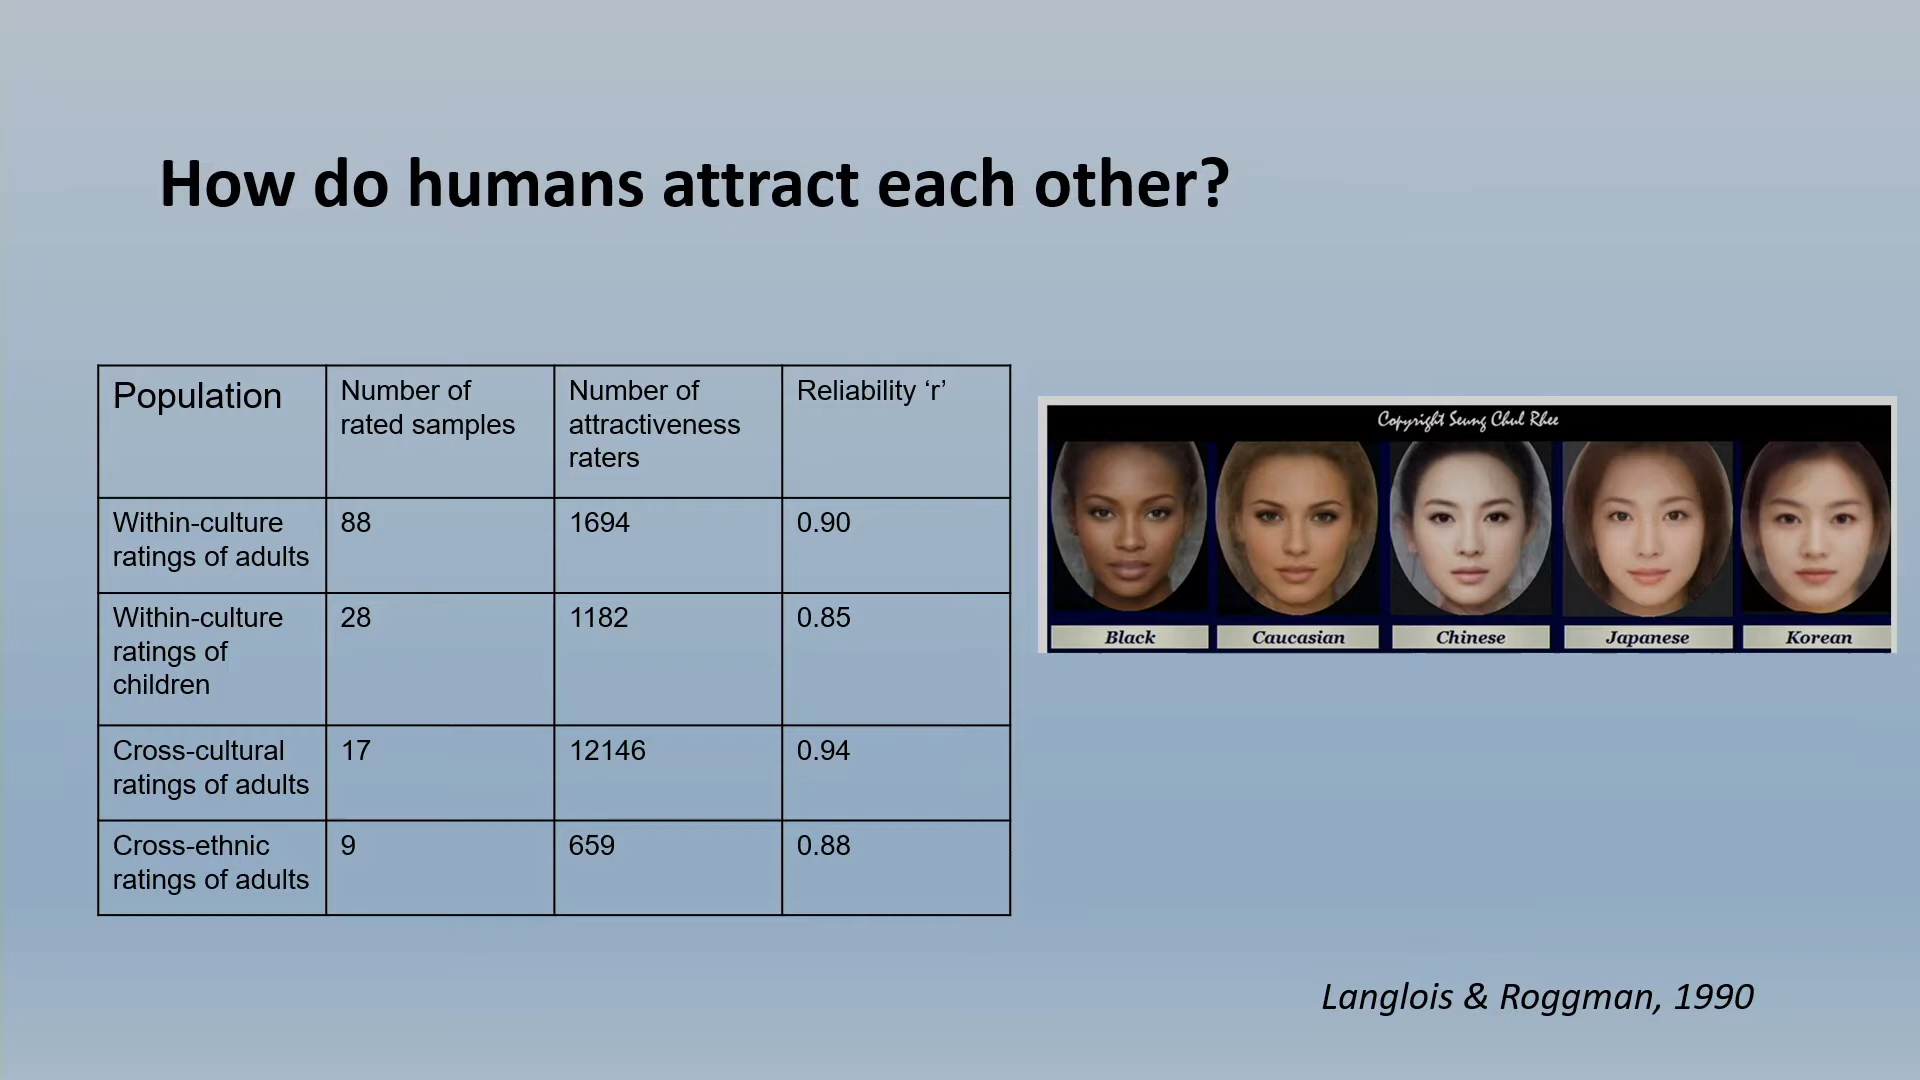 How do humans attract each other?
Population
Number of
rated samples
Number of
attractiveness
raters
Reliability ‘r’
Within-culture
ratings of adults
88
1694
0.90
Within-culture
ratings of
children
28
1182
0.85
Cross-cultural
ratings of adults
17
12146
0.94
Cross-ethnic
ratings of adults
9
659
0.88
Copyright Seung Chul Rhee
Black
Caucasian
Chinese
Japanese
Korean
Langlois & Roggman, 1990